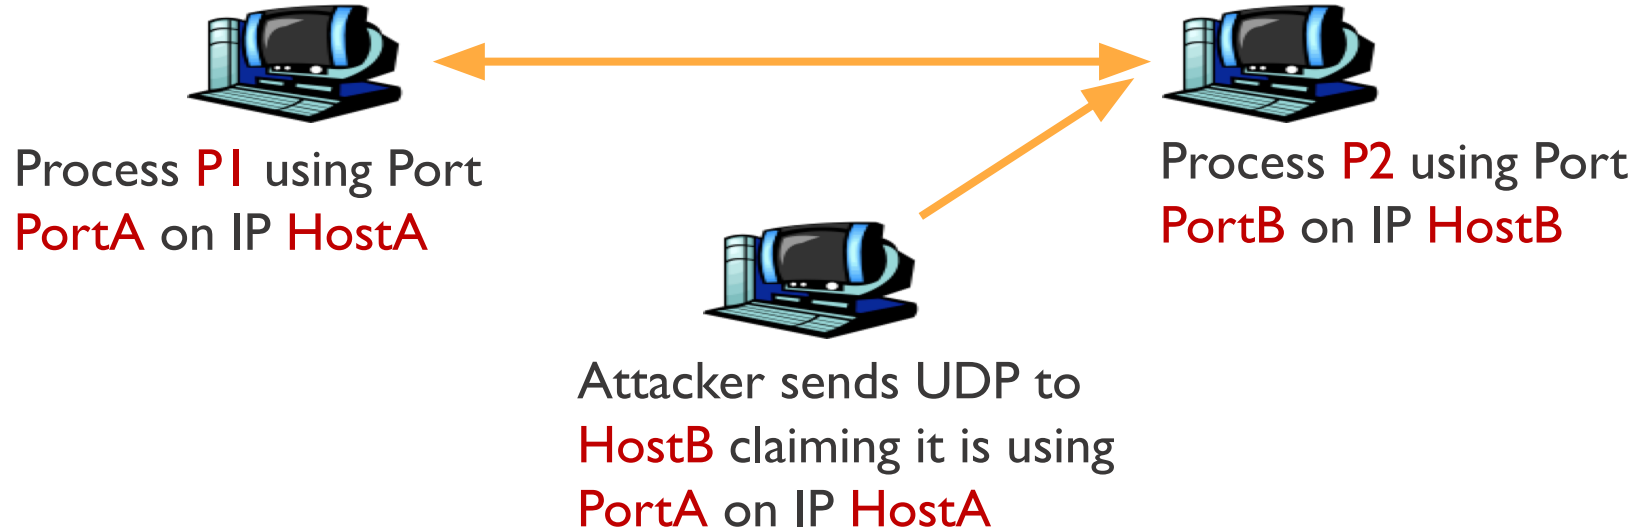 Process P1 using Port
PortA on IP HostA
Process P2 using Port
PortB on IP HostB
Attacker sends UDP to
HostB claiming it is using
PortA on IP HostA